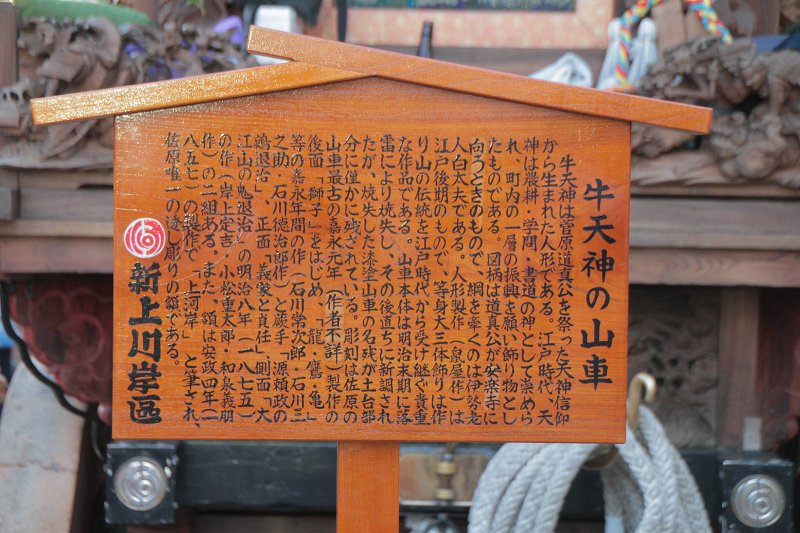 牛天神の山車
牛天神は菅原道真公を祭った天神信仰
から生まれた人形である。江戸時代、天
神は農耕・学問・書道の神として崇めら
れ、町内の一層の振興を願い飾り物とし
たものである。図柄は道真公が安楽寺に
向うときのもので、綱を牽くのは伊勢老
人白太夫である。人形製作（泉屋作）は
江戸後期のもので、等身大三体飾りは作
り山の伝統を江戸時代から受け継ぐ貴重
な作品である。山車本体は明治末期に落
雷により焼失し、その後直ちに新調され
たが、焼失した漆塗山車の名残が土台部
分に僅かに残されている。彫刻は佐原の
山車最古の嘉永元年（作者不詳）製作の
後面「獅子」をはじめ、龍・鷹・亀」
等の嘉永年間の作（石川常次郎・石川三
之助・石川徳治郎作）と蹴手「源頼政の
鵺退治」、正面「義家と貞任」側面「大
江山の鬼退治」の明治八年（一八七五）
の作（岸上定吉・小松重太郎・和泉義朋
作）の二組ある。また、額は安政四年（一
八五七）の製作で「上河岸」と筆され、
佐原唯一の透し彫りの額である。
新上川岸區